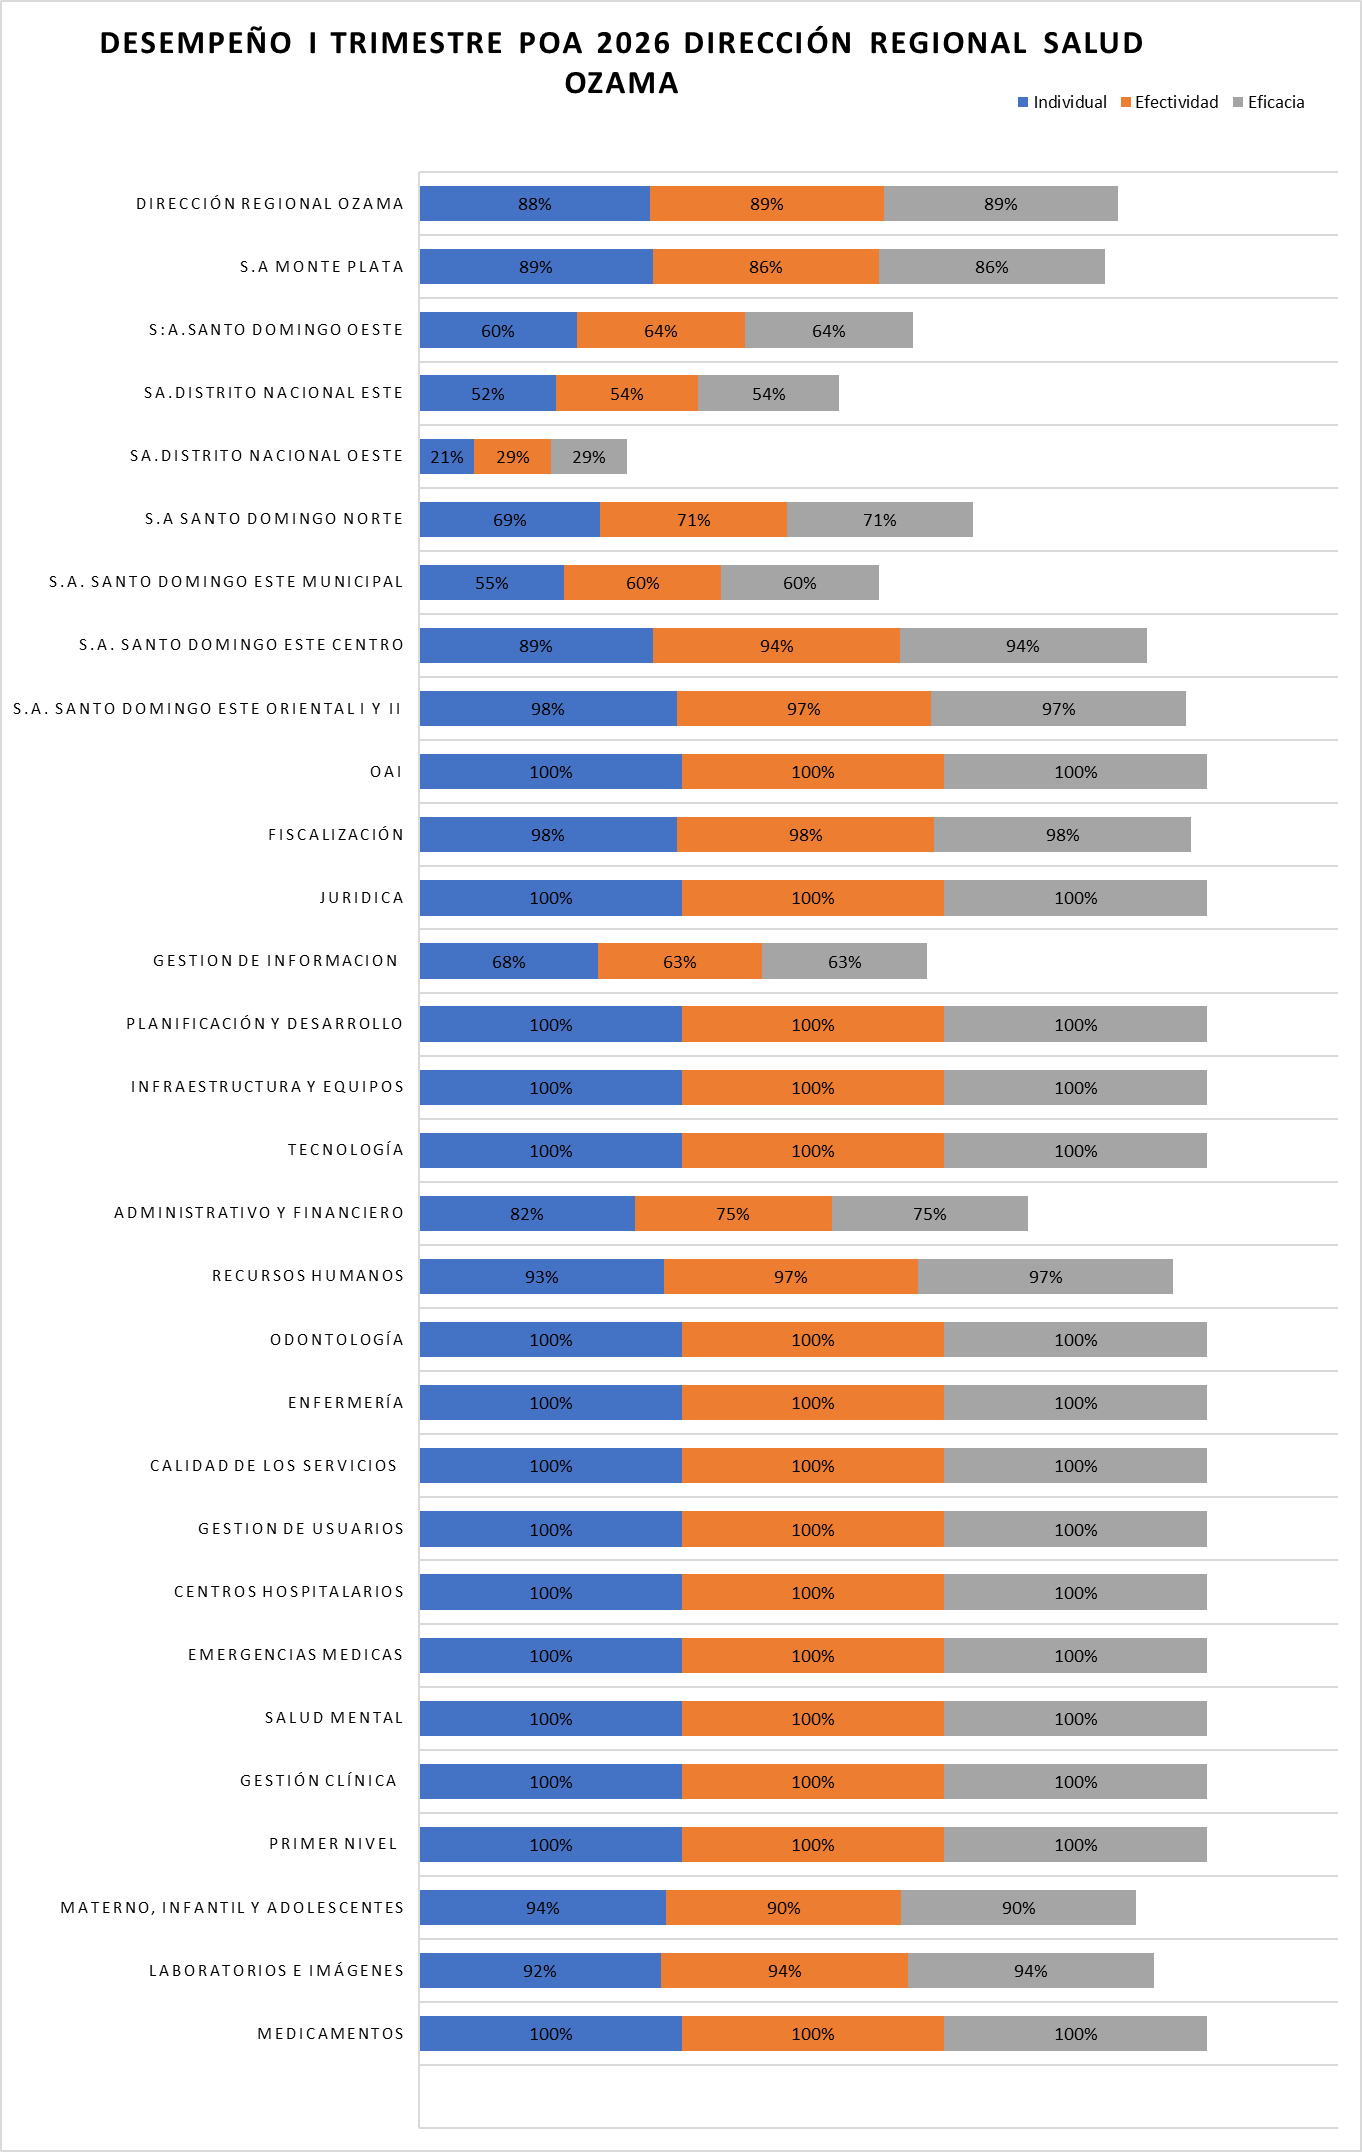 DESEMPEÑO I TRIMESTRE POA 2026 DIRECCIÓN REGIONAL SALUD
OZAMA
Individual Efectividad Eficacia
DIRECCIÓN REGIONAL OZAMA 88% 89% 89%
S.A MONTE PLATA 89% 86% 86%
S:A.SANTO DOMINGO OESTE 60% 64% 64%
SA.DISTRITO NACIONAL ESTE 52% 54% 54%
SA.DISTRITO NACIONAL OESTE 21% 29% 29%
S.A SANTO DOMINGO NORTE 69% 71% 71%
S.A. SANTO DOMINGO ESTE MUNICIPAL 55% 60% 60%
S.A. SANTO DOMINGO ESTE CENTRO 89% 94% 94%
S.A. SANTO DOMINGO ESTE ORIENTAL I Y II 98% 97% 97%
OAI 100% 100% 100%
FISCALIZACIÓN 98% 98% 98%
JURIDICA 100% 100% 100%
GESTION DE INFORMACION 68% 63% 63%
PLANIFICACIÓN Y DESARROLLO 100% 100% 100%
INFRAESTRUCTURA Y EQUIPOS 100% 100% 100%
TECNOLOGÍA 100% 100% 100%
ADMINISTRATIVO Y FINANCIERO 82% 75% 75%
RECURSOS HUMANOS 93% 97% 97%
ODONTOLOGÍA 100% 100% 100%
ENFERMERÍA 100% 100% 100%
CALIDAD DE LOS SERVICIOS 100% 100% 100%
GESTION DE USUARIOS 100% 100% 100%
CENTROS HOSPITALARIOS 100% 100% 100%
EMERGENCIAS MEDICAS 100% 100% 100%
SALUD MENTAL 100% 100% 100%
GESTIÓN CLÍNICA 100% 100% 100%
PRIMER NIVEL 100% 100% 100%
MATERNO, INFANTIL Y ADOLESCENTES 94% 90% 90%
LABORATORIOS E IMÁGENES 92% 94% 94%
MEDICAMENTOS 100% 100% 100%